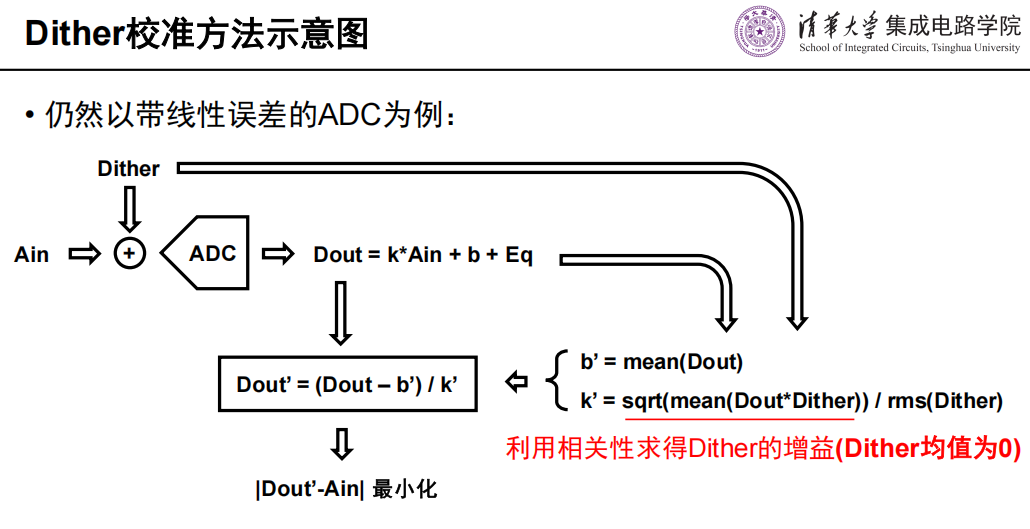 Dither校准方法示意图
清华大学 集成电路学院
School of Integrated Circuits, Tsinghua University
• 仍然以带线性误差的ADC为例：
Dither
Ain
+
ADC
Dout = k*Ain + b + Eq
b’ = mean(Dout)
Dout’ = (Dout – b’) / k’
k’ = sqrt(mean(Dout*Dither)) / rms(Dither)
利用相关性求得Dither的增益(Dither均值为0)
|Dout’-Ain| 最小化